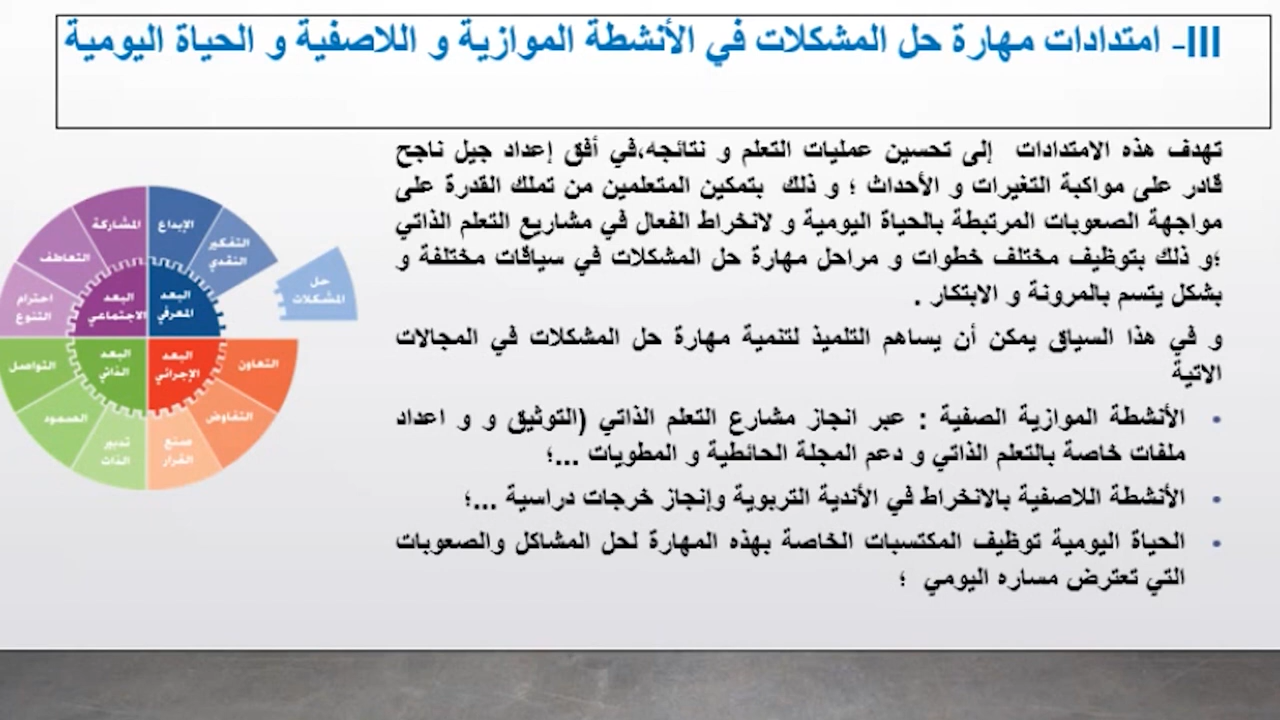 III- امتدادات مهارة حل المشكلات في الأنشطة الموازية و اللاصفية و الحياة اليومية
تهدف هذه الامتدادات إلى تحسين عمليات التعلم و نتائجه،في أفق إعداد جيل ناجح
قادر على مواكبة التغيرات و الأحداث ؛ و ذلك بتمكين المتعلمين من تملك القدرة على
مواجهة الصعوبات المرتبطة بالحياة اليومية و لانخراط الفعال في مشاريع التعلم الذاتي
؛و ذلك بتوظيف مختلف خطوات و مراحل مهارة حل المشكلات في سياقات مختلفة و
بشكل يتسم بالمرونة و الابتكار .
و في هذا السياق يمكن أن يساهم التلميذ لتنمية مهارة حل المشكلات في المجالات
الاتية
• الأنشطة الموازية الصفية : عبر انجاز مشارع التعلم الذاتي (التوثيق و و اعداد
ملفات خاصة بالتعلم الذاتي و دعم المجلة الحائطية و المطويات ...؛
• الأنشطة اللاصفية بالانخراط في الأندية التربوية وإنجاز خرجات دراسية ...؛
• الحياة اليومية توظيف المكتسبات الخاصة بهذه المهارة لحل المشاكل والصعوبات
التي تعترض مساره اليومي ؛
الإبداع
التفكير
النقدي
حل
المشكلات
المشاركة
التعاطف
احترام
التنوع
البعد
المعرفي
البعد
الاجتماعي
البعد
الإجرائي
البعد
الذاتي
التعاون
التفاوض
صنع
القرار
التواصل
الصمود
تدبير
الذات